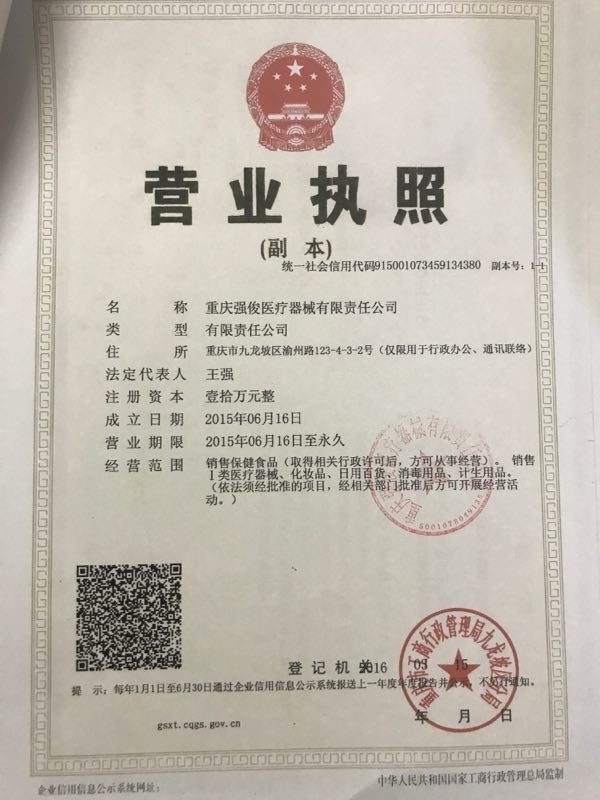 营业执照
(副 本)
统一社会信用代码915001073459134380 副本号：1-1
名 称 重庆强俊医疗器械有限责任公司
类 型 有限责任公司
住 所 重庆市九龙坡区渝州路123-4-3-2号（仅限用于行政办公、通讯联络）
法定代表人 王强
注册资本 壹拾万元整
成立日期 2015年06月16日
营业期限 2015年06月16日至永久
经营范围 销售保健食品（取得相关行政许可后，方可从事经营）。销售
Ⅰ类医疗器械、化妆品、日用百货、消毒用品、计生用品。
（依法须经批准的项目，经相关部门批准后方可开展经营活
动。）
登记机关
2016 03 15
年 月 日
提 示：每年1月1日至6月30日通过企业信用信息公示系统报送上一年度年度报告并公示，不另行通知。
gsxt.cqgs.gov.cn
企业信用信息公示系统网址：
中华人民共和国国家工商行政管理总局监制